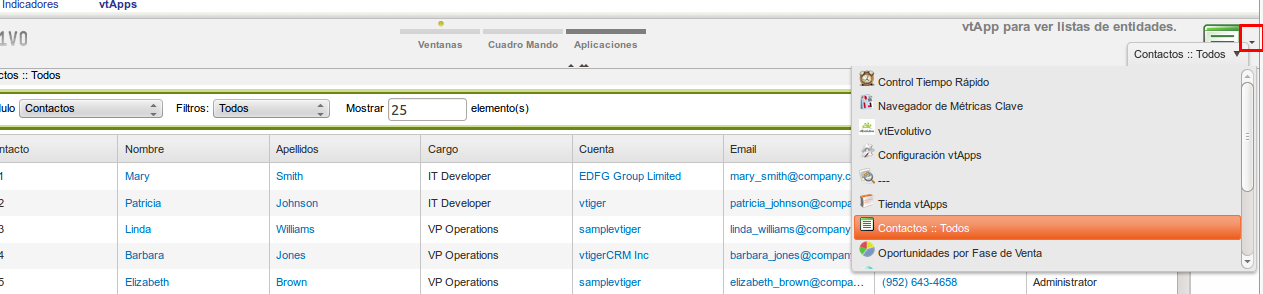 Indicadores vtApps
1V0
Ventanas Cuadro Mando Aplicaciones
vtApp para ver listas de entidades.
Contactos :: Todos
ctos :: Todos
Control Tiempo Rápido
Navegador de Métricas Clave
vtEvolutivo
Configuración vtApps
---
Tienda vtApps
Contactos :: Todos
Oportunidades por Fase de Venta
dulo Contactos Filtros: Todos Mostrar 25 elemento(s)
ntacto Nombre Apellidos Cargo Cuenta Email
1 Mary Smith IT Developer EDFG Group Limited mary_smith@company.c
2 Patricia Johnson IT Developer vtiger patricia_johnson@compa
3 Linda Williams VP Operations samplevtiger linda_williams@company
4 Barbara Jones VP Operations vtigerCRM Inc barbara_jones@company
5 Elizabeth Brown VP Operations samplevtiger elizabeth_brown@compa... (952) 643-4658 Administrator